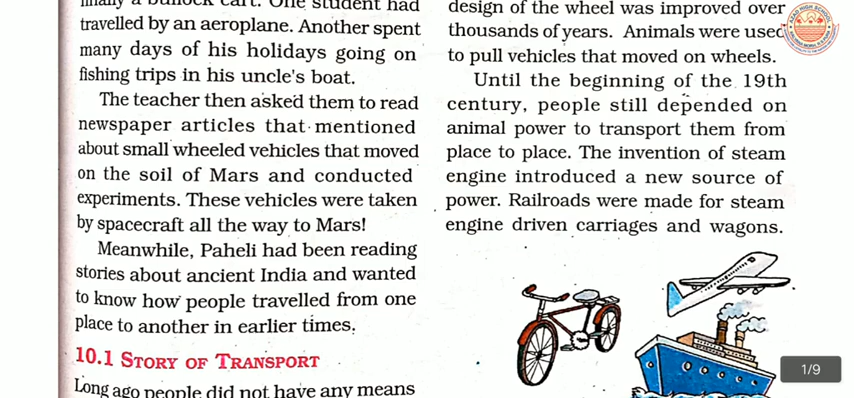 finally a bullock cart. One student had
travelled by an aeroplane. Another spent
many days of his holidays going on
fishing trips in his uncle's boat.
The teacher then asked them to read
newspaper articles that mentioned
about small wheeled vehicles that moved
on the soil of Mars and conducted
experiments. These vehicles were taken
by spacecraft all the way to Mars!
Meanwhile, Paheli had been reading
stories about ancient India and wanted
to know how people travelled from one
place to another in earlier times.
10.1 STORY OF TRANSPORT
Long ago people did not have any means
design of the wheel was improved over
thousands of years. Animals were used
to pull vehicles that moved on wheels.
Until the beginning of the 19th
century, people still depended on
animal power to transport them from
place to place. The invention of steam
engine introduced a new source of
power. Railroads were made for steam
engine driven carriages and wagons.
1/9